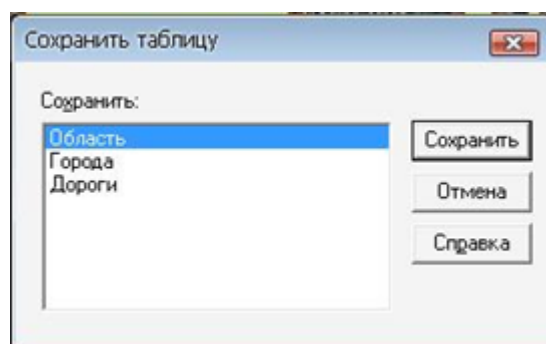 Сохранить таблицу
Сохранить:
Область
Города
Дороги
Сохранить
Отмена
Справка